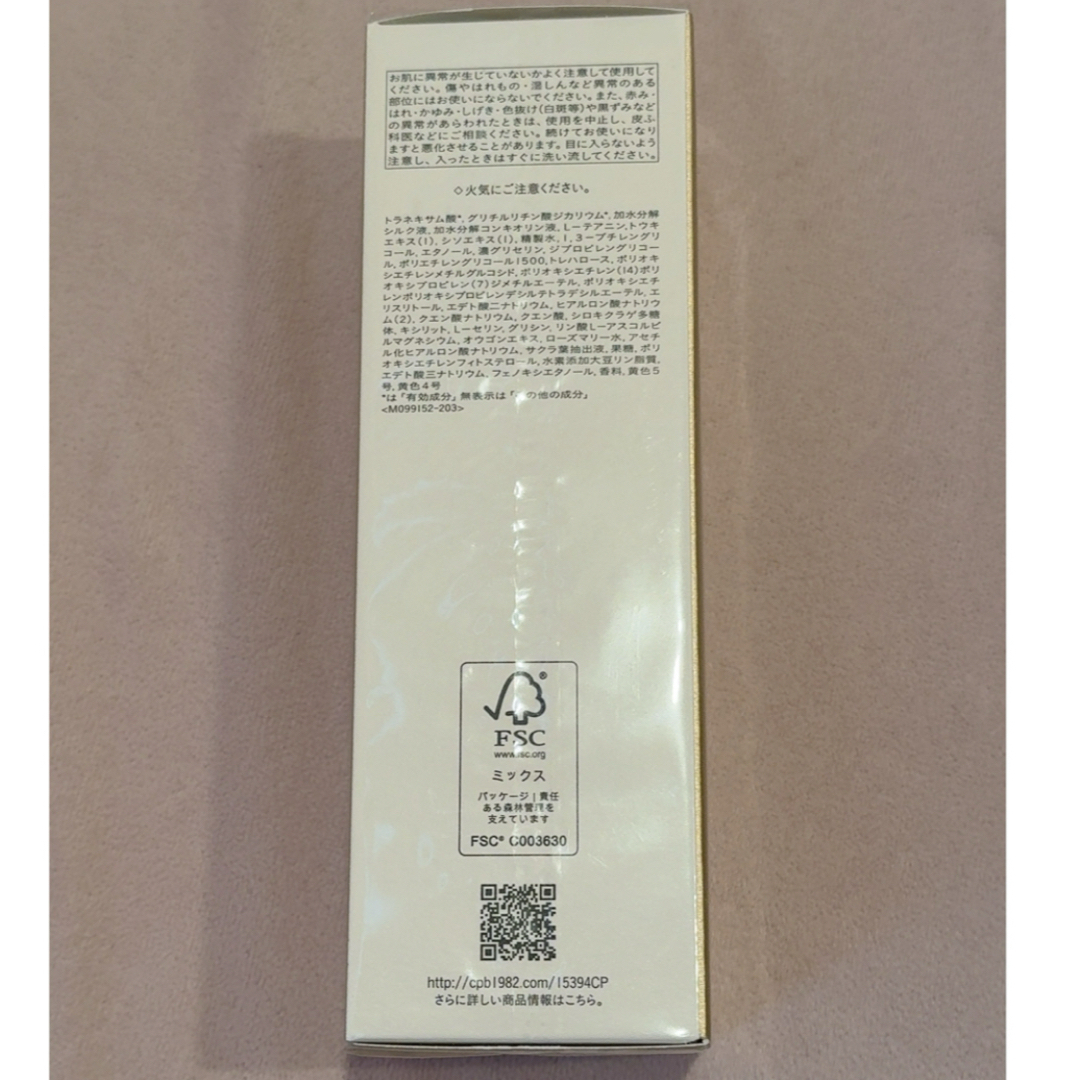 お肌に異常が生じていないかよく注意して使用して
ください。傷やはれもの・湿しんなど異常のある
部位にはお使いにならないでください。また、赤み・
はれ・かゆみ・しげき・色抜け(白斑等)や黒ずみなど
の異常があらわれたときは、使用を中止し、皮ふ
科医などにご相談ください。続けてお使いになり
ますと悪化させることがあります。目に入らないよう
注意し、入ったときはすぐに洗い流してください。
◇火気にご注意ください。
トラネキサム酸*, グリチルリチン酸ジカリウム*, 加水分解
シルク液, 加水分解コンキオリン液, L-テアニン, トウキ
エキス(1), シソエキス(1), 精製水, 1,3-ブチレングリ
コール, エタノール, 濃グリセリン, ジプロピレングリコー
ル, ポリエチレングリコール1500, トレハロース, ポリオキ
シエチレンメチルグルコシド, ポリオキシエチレン(14)ポリ
オキシプロピレン(7)ジメチルエーテル, ポリオキシエチ
レンポリオキシプロピレンデシルテトラデシルエーテル, エ
リスリトール, エデト酸二ナトリウム, ヒアルロン酸ナトリウ
ム(2), クエン酸ナトリウム, クエン酸, シロキクラゲ多糖
体, キシリット, L-セリン, グリシン, リン酸L-アスコルビ
ルマグネシウム, オウゴンエキス, ローズマリー水, アセチ
ル化ヒアルロン酸ナトリウム, サクラ葉抽出液, 果糖, ポリ
オキシエチレンフィトステロール, 水素添加大豆リン脂質,
エデト酸三ナトリウム, フェノキシエタノール, 香料, 黄色5
号, 黄色4号
*は「有効成分」無表示は「その他の成分」
<M099152-203>
FSC®
www.fsc.org
ミックス
パッケージ|責任
ある森林管理を
支えています
FSC® C003630
http://cpb1982.com/15394CP
さらに詳しい商品情報はこちら。